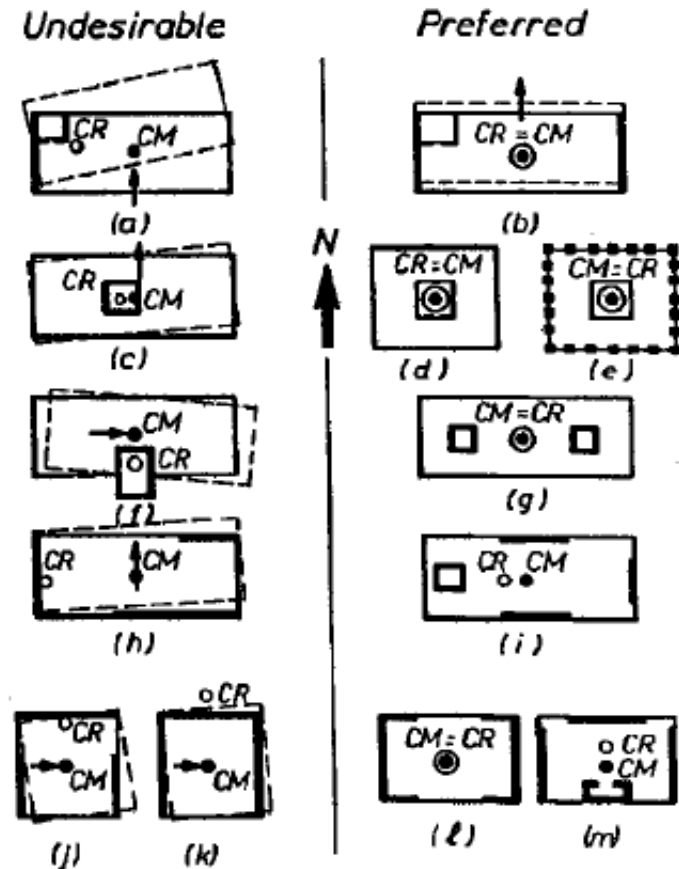 Undesirable Preferred
CR CM
CR = CM
(a) (b)
N
CR CM
CR = CM
CM = CR
(c) (d) (e)
CM
CR
CM = CR
(f) (g)
CR CM
CR CM
(h) (i)
CR
CM
CR
CM
CM = CR
CR
CM
(j) (k) (l) (m)